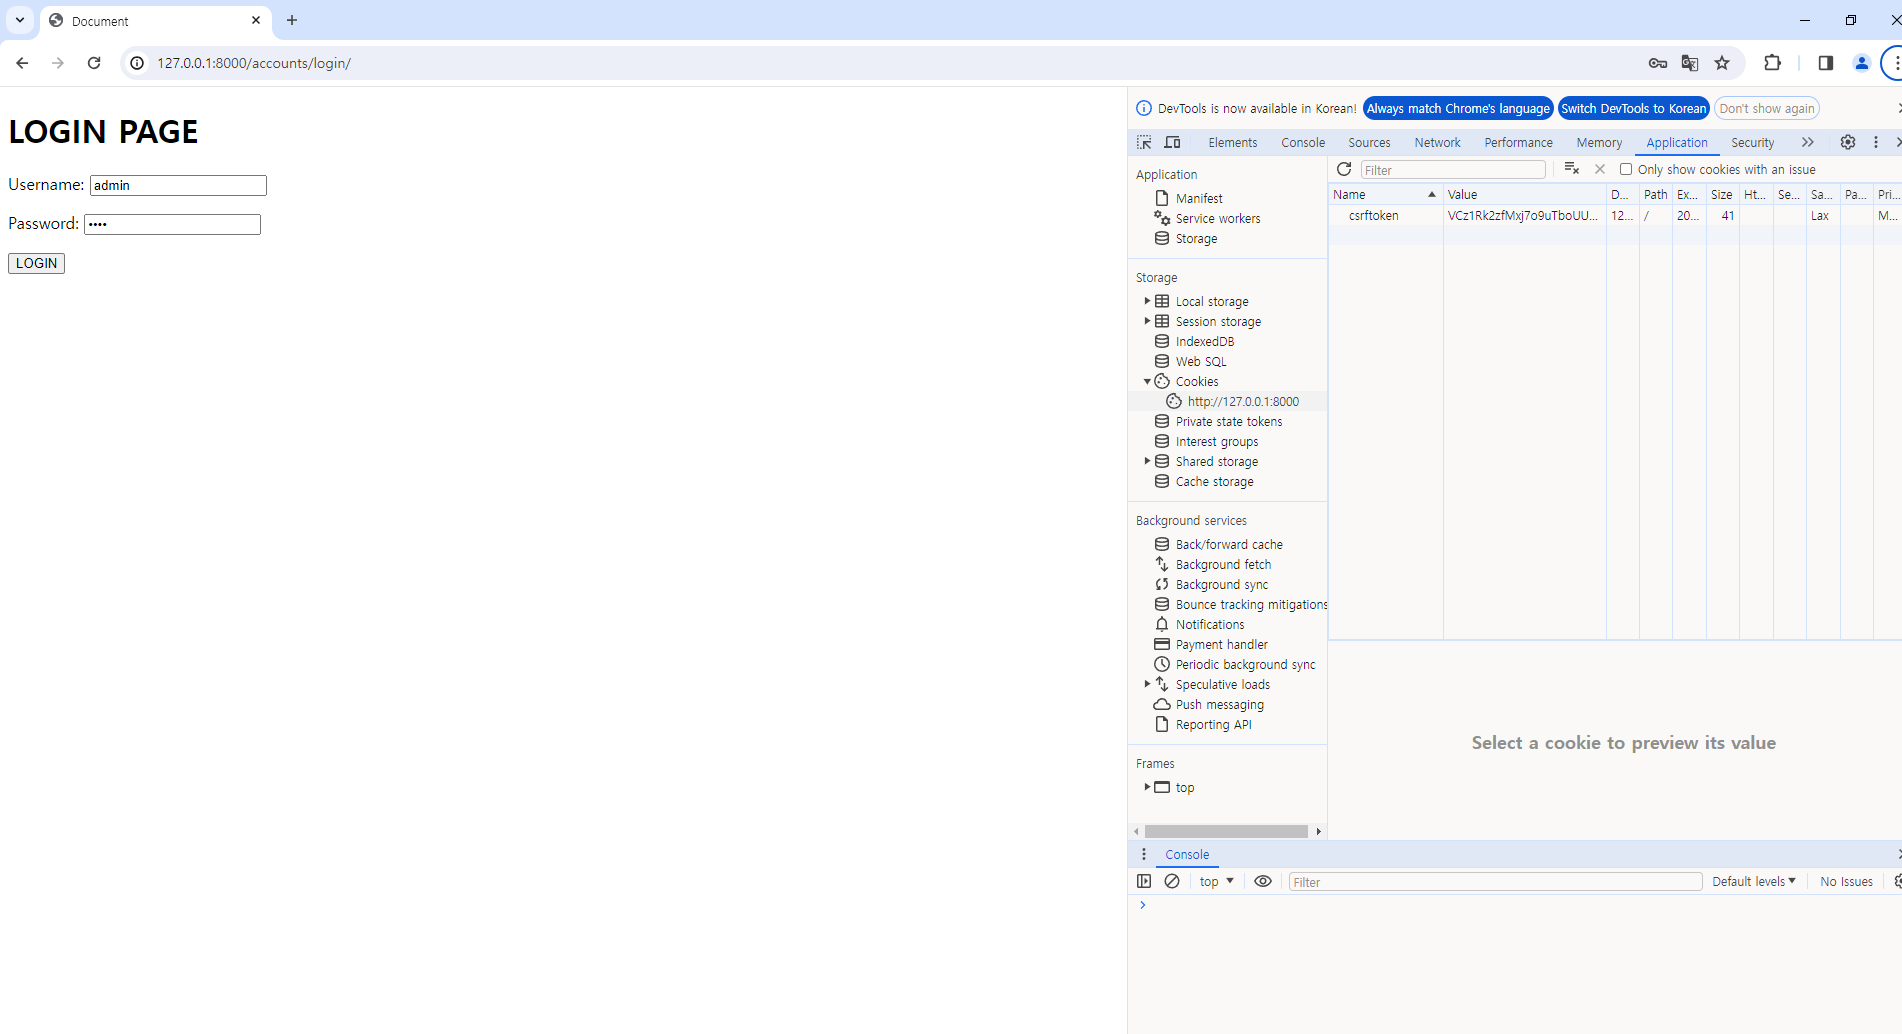 Document
127.0.0.1:8000/accounts/login/
LOGIN PAGE
Username: admin
Password: ••••
LOGIN
DevTools is now available in Korean! Always match Chrome's language Switch DevTools to Korean Don't show again
Elements Console Sources Network Performance Memory Application Security
Application
Manifest
Service workers
Storage
Storage
Local storage
Session storage
IndexedDB
Web SQL
Cookies
http://127.0.0.1:8000
Private state tokens
Interest groups
Shared storage
Cache storage
Background services
Back/forward cache
Background fetch
Background sync
Bounce tracking mitigations
Notifications
Payment handler
Periodic background sync
Speculative loads
Push messaging
Reporting API
Frames
top
Filter Only show cookies with an issue
Name Value D... Path Ex... Size Ht... Se... Sa... Pa... Pri...
csrftoken VCz1Rk2zfMxj7o9uTboUU... 12... / 20... 41 Lax M...
Select a cookie to preview its value
Console
top Filter Default levels No Issues